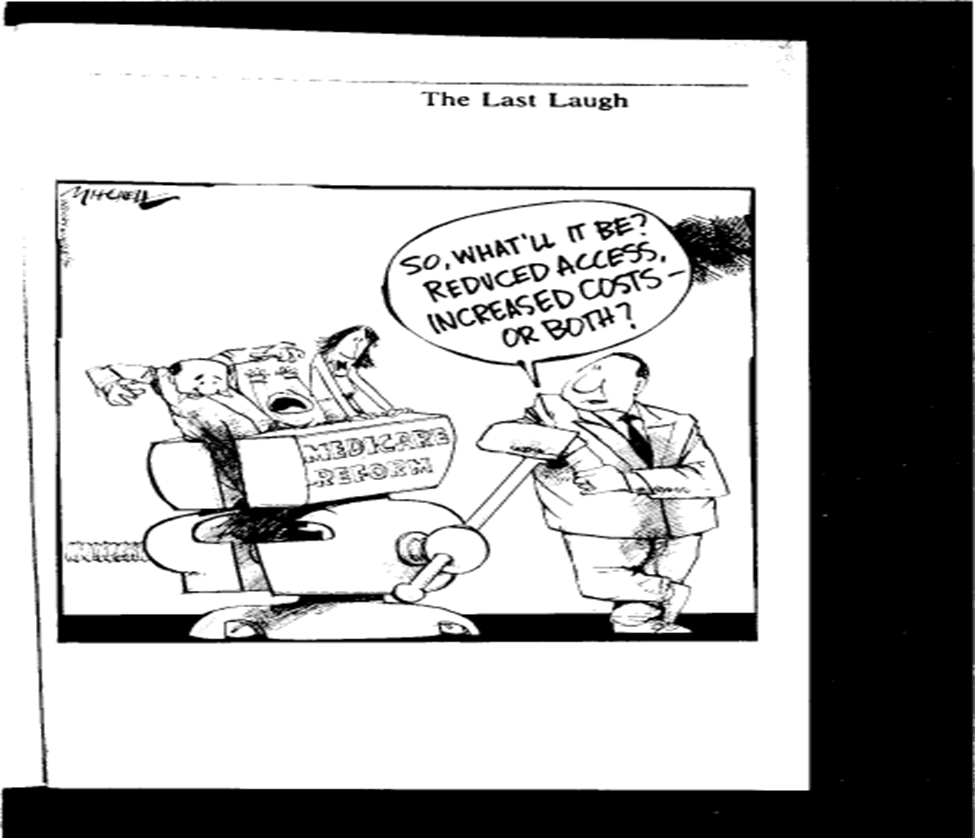 The Last Laugh
MITCHELL
SO, WHAT'LL IT BE?
REDUCED ACCESS,
INCREASED COSTS –
OR BOTH?
MEDICARE
REFORM